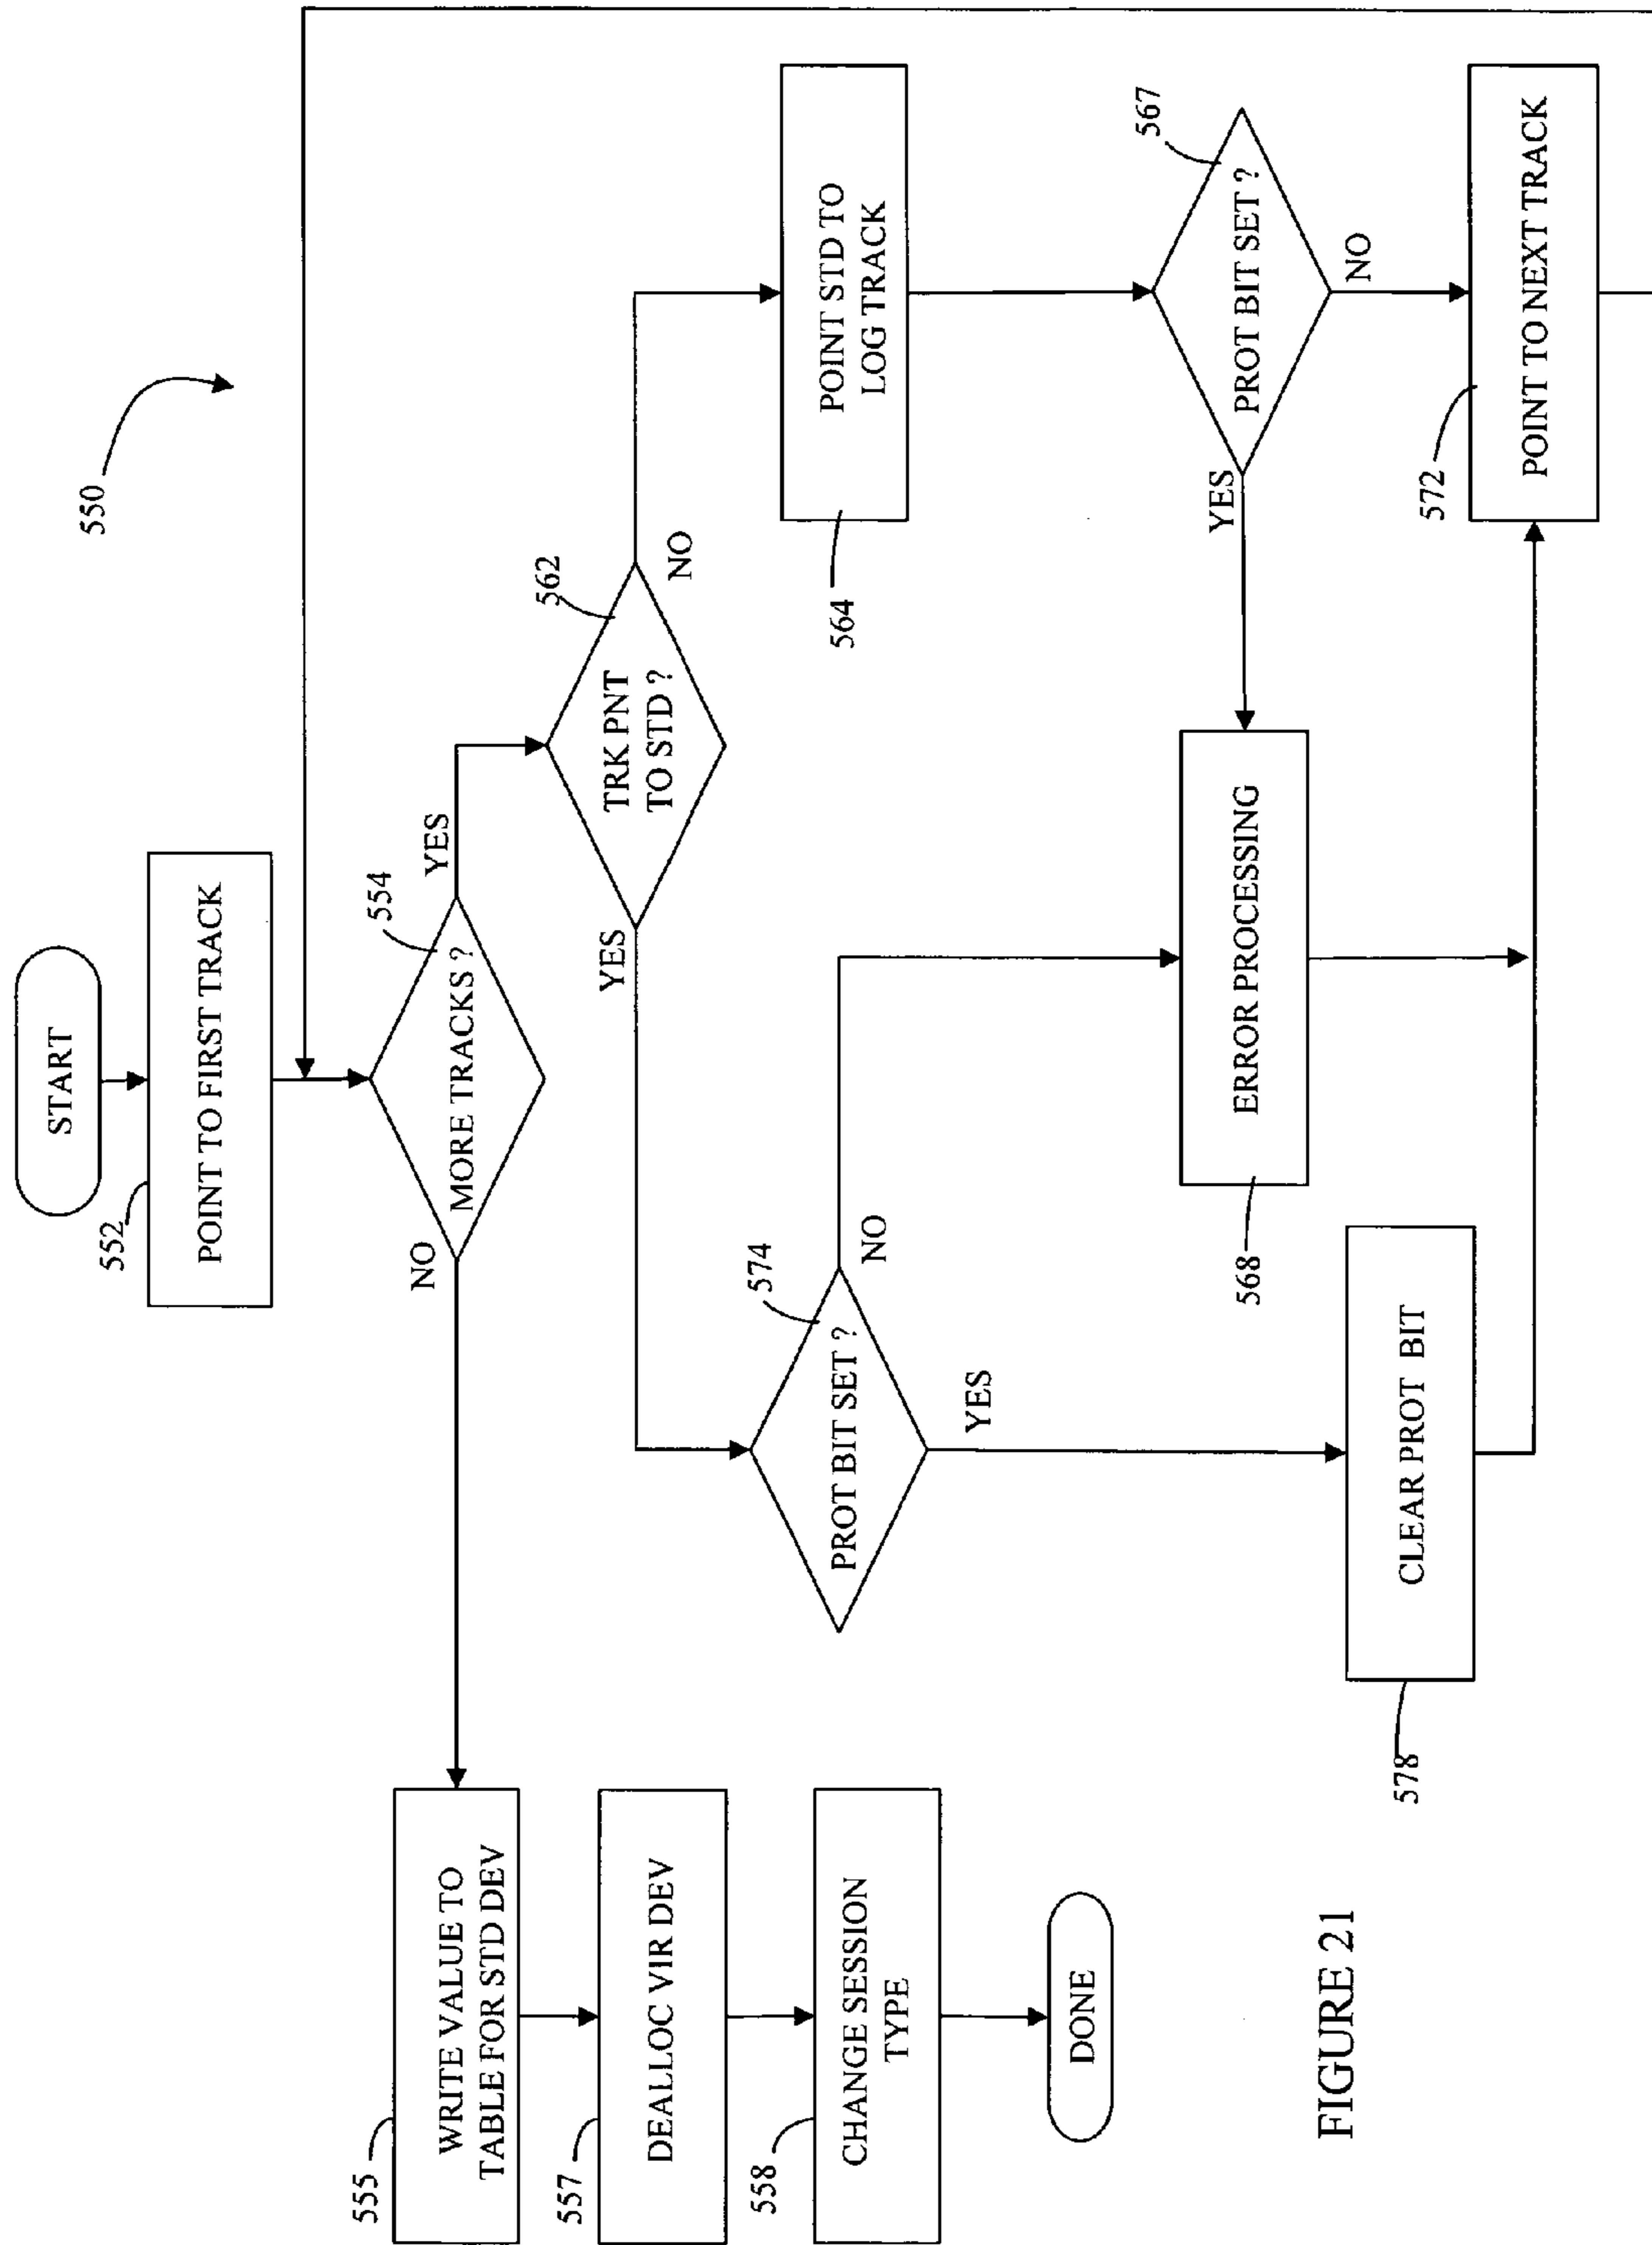 550
START
552
POINT TO FIRST TRACK
554
MORE TRACKS ?
NO
YES
555
WRITE VALUE TO
TABLE FOR STD DEV
557
DEALLOC VIR DEV
558
CHANGE SESSION
TYPE
DONE
562
TRK PNT
TO STD ?
YES
NO
564
POINT STD TO
LOG TRACK
567
PROT BIT SET ?
YES
NO
574
PROT BIT SET ?
NO
YES
568
ERROR PROCESSING
572
POINT TO NEXT TRACK
578
CLEAR PROT BIT
FIGURE 21